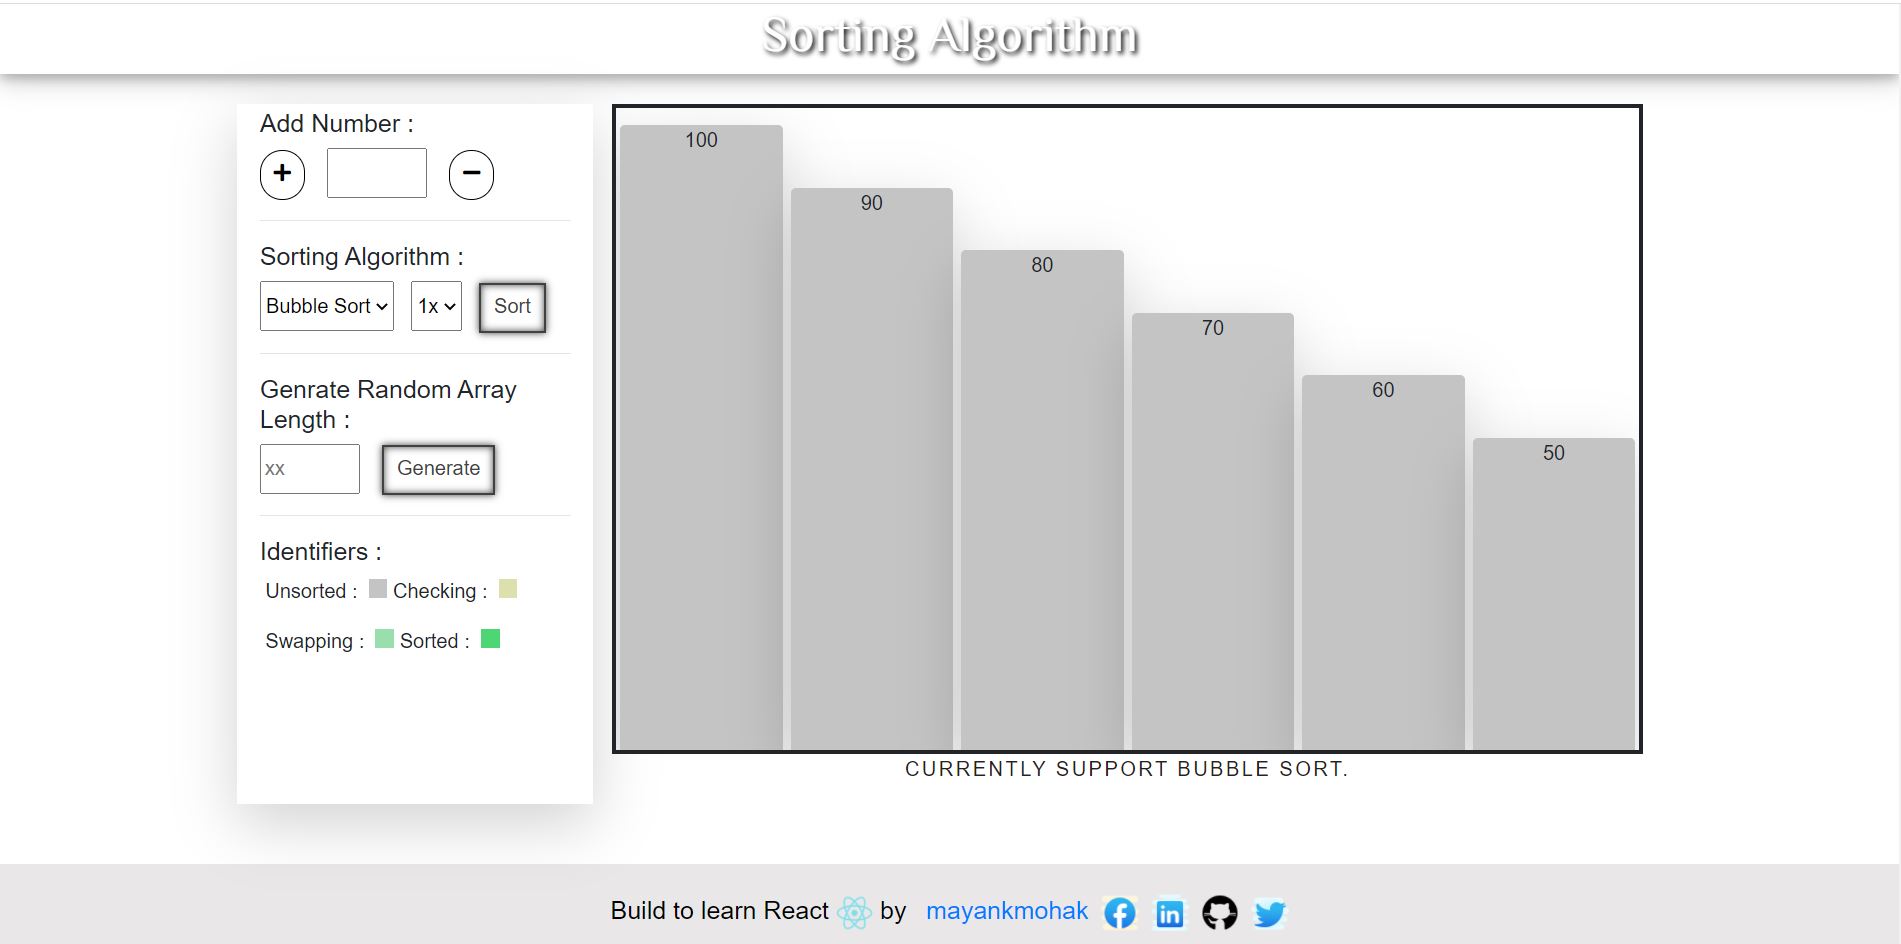 Sorting Algorithm
Add Number :
+ −
Sorting Algorithm :
Bubble Sort 1x Sort
Genrate Random Array
Length :
xx Generate
Identifiers :
Unsorted : Checking :
Swapping : Sorted :
100
90
80
70
60
50
CURRENTLY SUPPORT BUBBLE SORT.
Build to learn React by mayankmohak